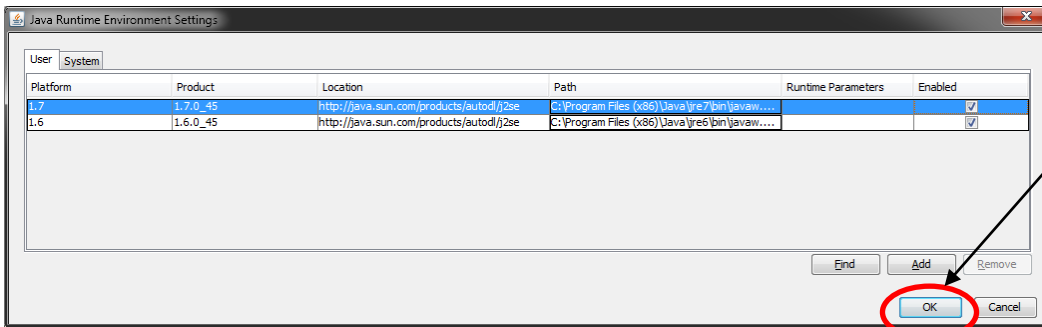 Java Runtime Environment Settings
User System
Platform Product Location Path Runtime Parameters Enabled
1.7 1.7.0_45 http://java.sun.com/products/autodl/j2se C:\Program Files (x86)\Java\jre7\bin\javaw....
1.6 1.6.0_45 http://java.sun.com/products/autodl/j2se C:\Program Files (x86)\Java\jre6\bin\javaw....
Find Add Remove
OK Cancel